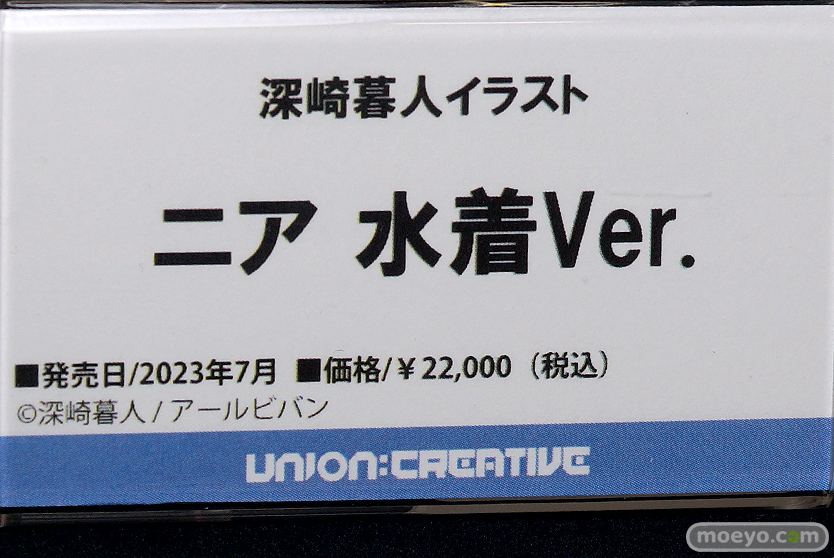 深崎暮人イラスト
ニア 水着Ver.
■発売日/2023年7月 ■価格/￥22,000（税込）
©深崎暮人/アールビバン
UNION:CREATIVE
moeyo.com